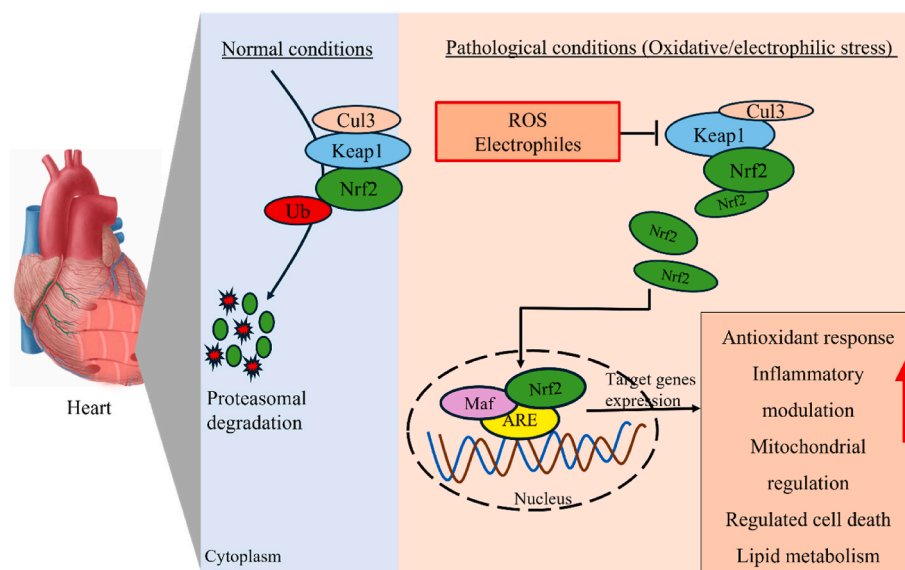 Normal conditions
Cul3
Keap1
Nrf2
Ub
Proteasomal
degradation
Heart
Cytoplasm
Pathological conditions (Oxidative/electrophilic stress)
ROS
Electrophiles
Cul3
Keap1
Nrf2
Nrf2
Nrf2
Nrf2
Nrf2
Maf
ARE
Nucleus
Target genes
expression
Antioxidant response
Inflammatory
modulation
Mitochondrial
regulation
Regulated cell death
Lipid metabolism